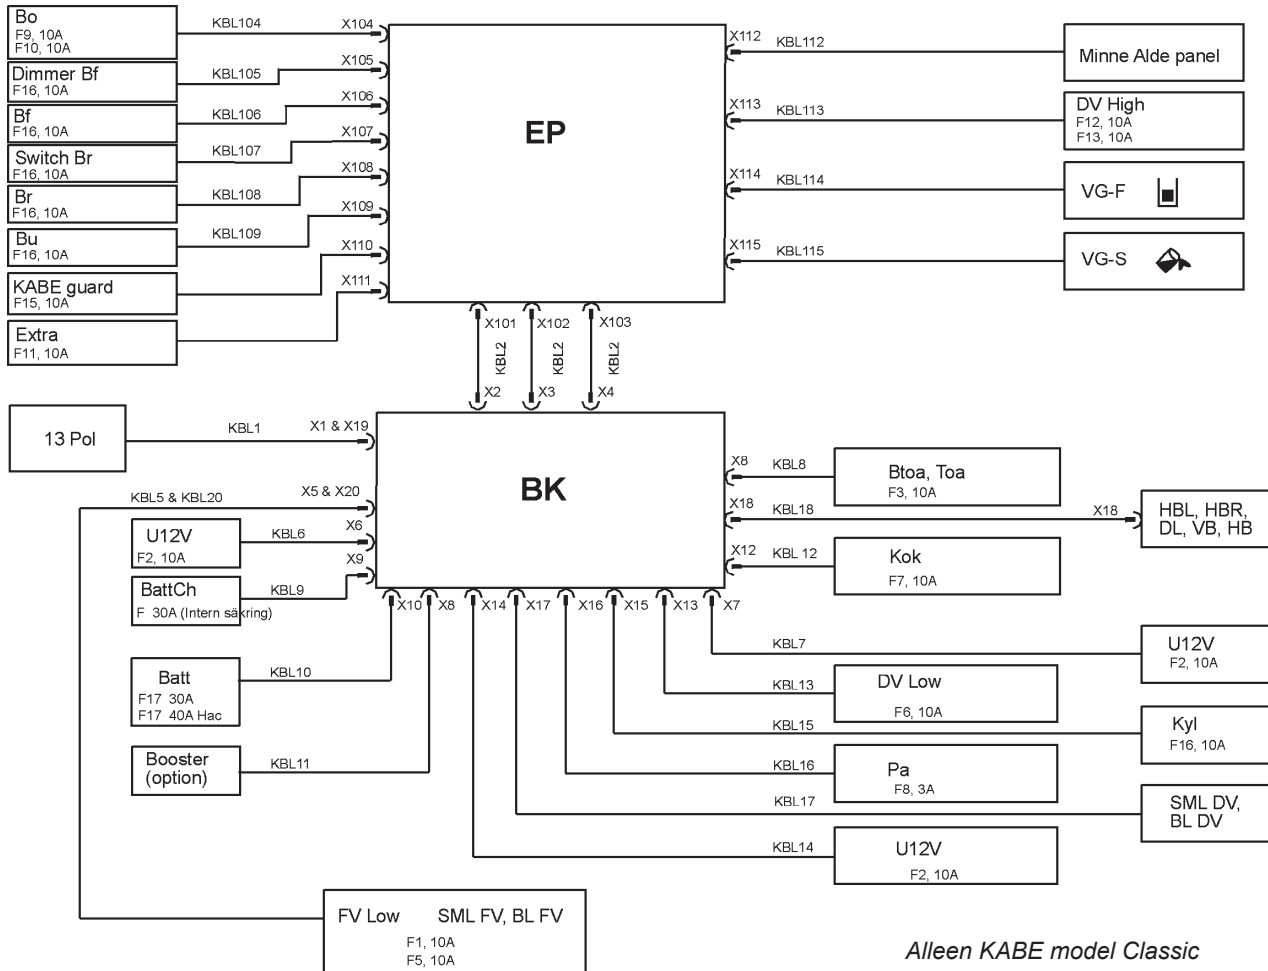 Bo
F9, 10A
F10, 10A
KBL104
X104
Dimmer Bf
F16, 10A
KBL105
X105
Bf
F16, 10A
KBL106
X106
Switch Br
F16, 10A
KBL107
X107
Br
F16, 10A
KBL108
X108
Bu
F16, 10A
KBL109
X109
KABE guard
F15, 10A
X110
Extra
F11, 10A
X111
EP
X112
KBL112
Minne Alde panel
X113
KBL113
DV High
F12, 10A
F13, 10A
X114
KBL114
VG-F
X115
KBL115
VG-S
X101
X102
X103
KBL2
KBL2
KBL2
X2
X3
X4
13 Pol
KBL1
X1 & X19
KBL5 & KBL20
X5 & X20
U12V
F2, 10A
KBL6
X6
BattCh
F 30A (Intern säkring)
KBL9
X9
BK
X8
KBL8
Btoa, Toa
F3, 10A
X18
KBL18
X18
HBL, HBR,
DL, VB, HB
X12
KBL 12
Kok
F7, 10A
X10
X8
X14
X17
X16
X15
X13
X7
Batt
F17 30A
F17 40A Hac
KBL10
Booster
(option)
KBL11
KBL7
U12V
F2, 10A
KBL13
DV Low
F6, 10A
KBL15
Kyl
F16, 10A
KBL16
Pa
F8, 3A
KBL17
SML DV,
BL DV
KBL14
U12V
F2, 10A
FV Low SML FV, BL FV
F1, 10A
F5, 10A
Alleen KABE model Classic